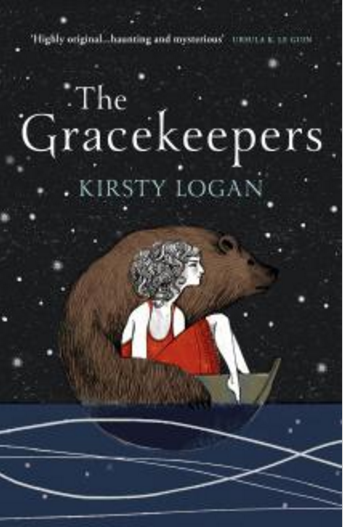 'Highly original...haunting and mysterious' URSULA K. LE GUIN
The
Gracekeepers
KIRSTY LOGAN